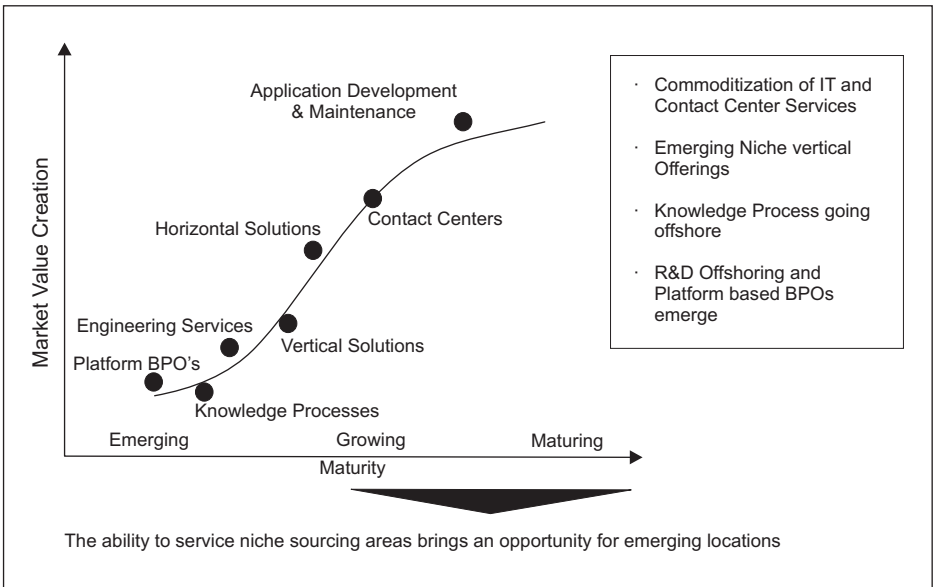 Application Development
& Maintenance
Contact Centers
Horizontal Solutions
Vertical Solutions
Engineering Services
Platform BPO’s
Knowledge Processes
Market Value Creation
Emerging
Growing
Maturing
Maturity
· Commoditization of IT and
Contact Center Services
· Emerging Niche vertical
Offerings
· Knowledge Process going
offshore
· R&D Offshoring and
Platform based BPOs
emerge
The ability to service niche sourcing areas brings an opportunity for emerging locations